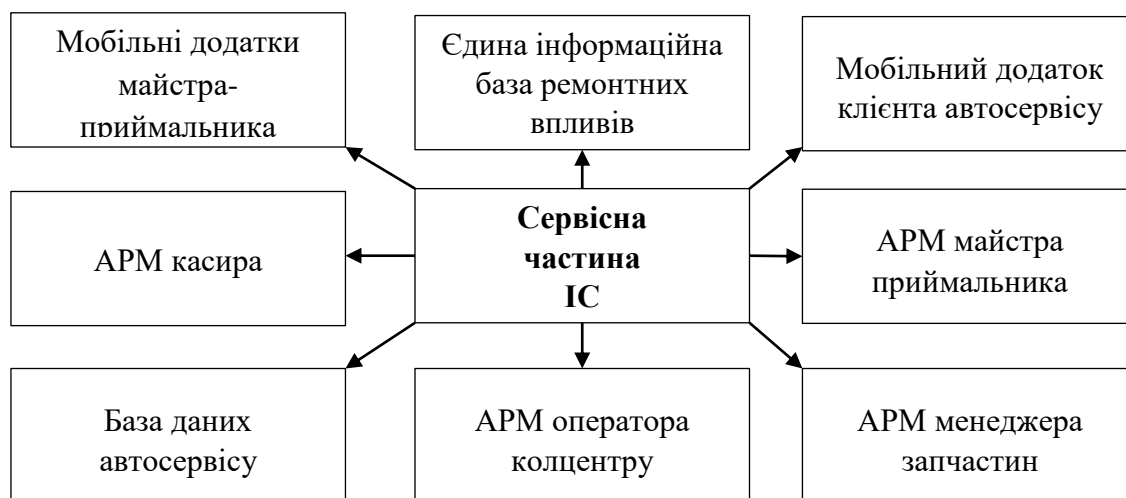 Мобільні додатки
майстра-
приймальника
Єдина інформаційна
база ремонтних
впливів
Мобільний додаток
клієнта автосервісу
АРМ касира
Сервісна
частина
ІС
АРМ майстра
приймальника
База даних
автосервісу
АРМ оператора
колцентру
АРМ менеджера
запчастин